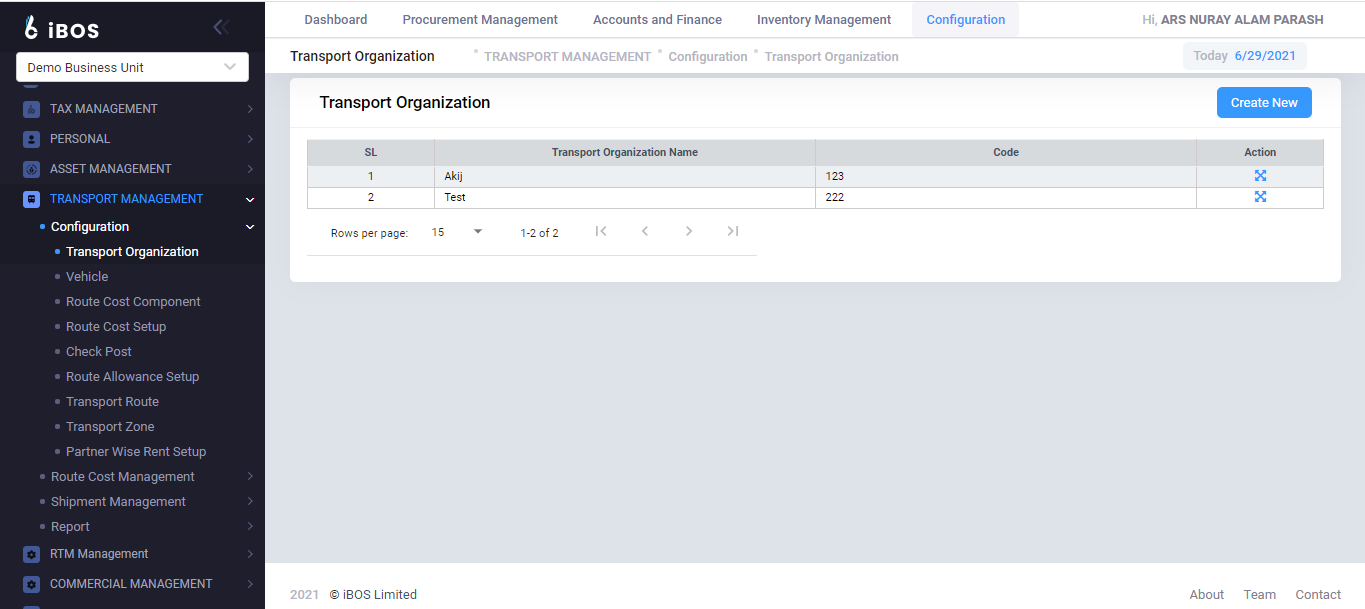 iBOS
Demo Business Unit
TAX MANAGEMENT
PERSONAL
ASSET MANAGEMENT
TRANSPORT MANAGEMENT
Configuration
Transport Organization
Vehicle
Route Cost Component
Route Cost Setup
Check Post
Route Allowance Setup
Transport Route
Transport Zone
Partner Wise Rent Setup
Route Cost Management
Shipment Management
Report
RTM Management
COMMERCIAL MANAGEMENT
Dashboard Procurement Management Accounts and Finance Inventory Management Configuration Hi, ARS NURAY ALAM PARASH
Transport Organization TRANSPORT MANAGEMENT Configuration Transport Organization Today 6/29/2021
Transport Organization Create New
SL Transport Organization Name Code Action
1 Akij 123
2 Test 222
Rows per page: 15 1-2 of 2
2021 © iBOS Limited About Team Contact